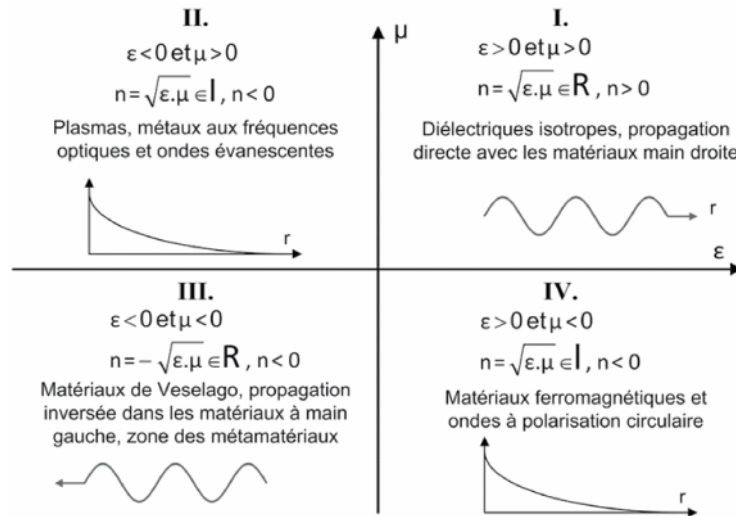 II.
ε<0 et μ>0
n=√ε.μ ∈ I , n<0
Plasmas, métaux aux fréquences
optiques et ondes évanescentes
r
μ
I.
ε>0 et μ>0
n=√ε.μ ∈ R , n>0
Diélectriques isotropes, propagation
directe avec les matériaux main droite
r
ε
III.
ε<0 et μ<0
n=−√ε.μ ∈ R , n<0
Matériaux de Veselago, propagation
inversée dans les matériaux à main
gauche, zone des métamatériaux
IV.
ε>0 et μ<0
n=√ε.μ ∈ I , n<0
Matériaux ferromagnétiques et
ondes à polarisation circulaire
r